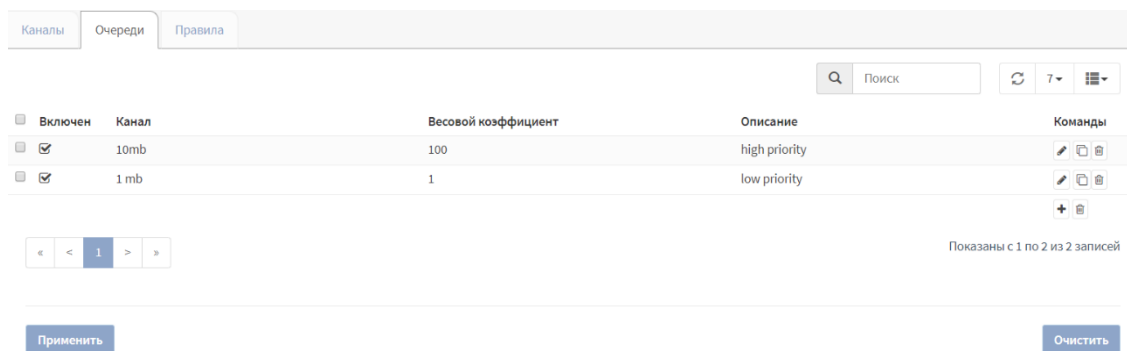 Каналы Очереди Правила
Поиск 7
Включен Канал Весовой коэффициент Описание Команды
10mb 100 high priority
1 mb 1 low priority
« < 1 > » Показаны с 1 по 2 из 2 записей
Применить Очистить